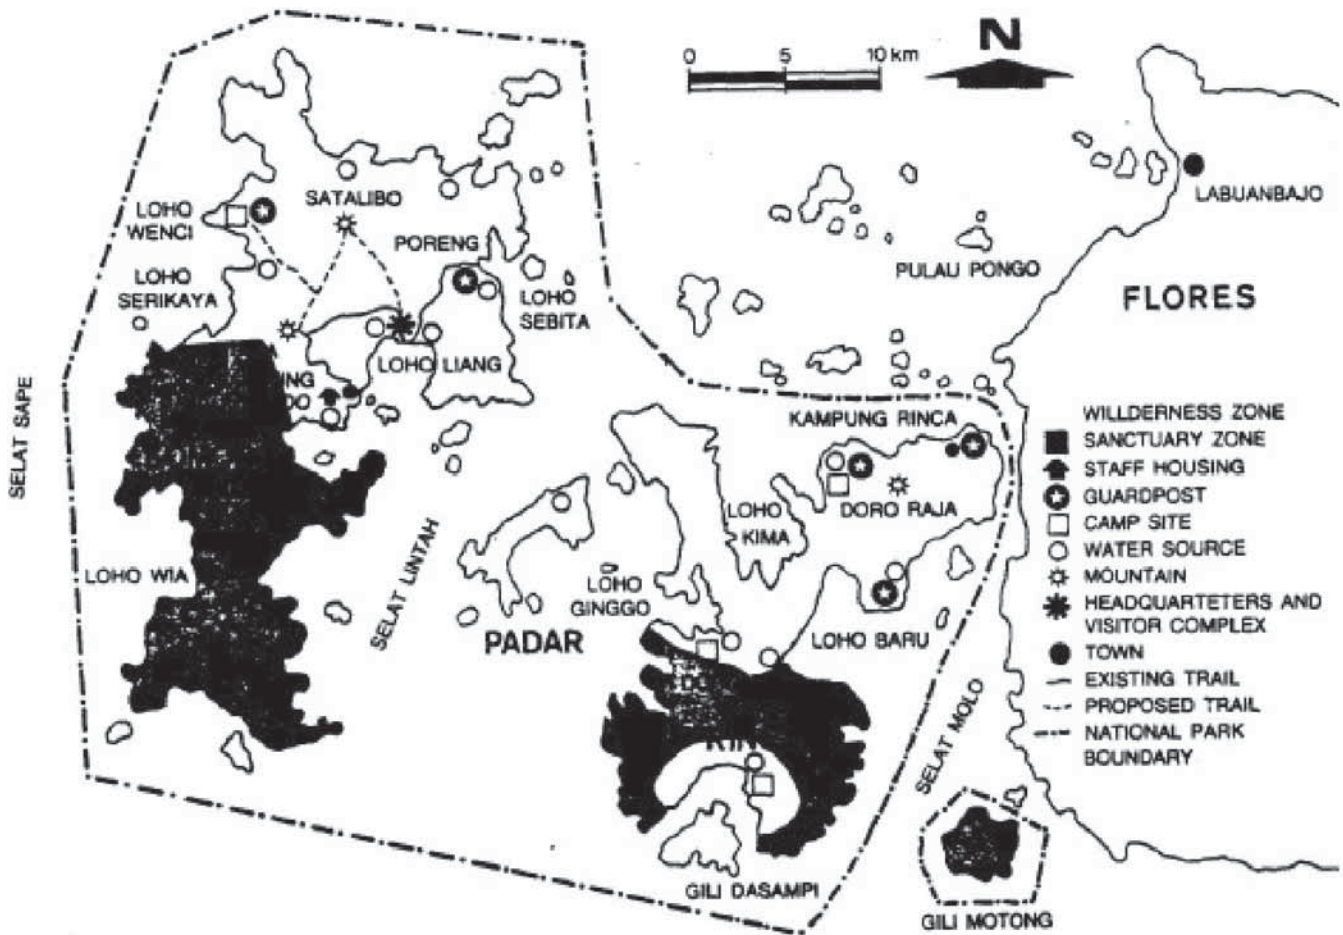 0 5 10 km
N
SATALIBO
LOHO
WENCI
PORENG
LOHO
SERIKAYA
LOHO
SEBITA
LOHO LIANG
LABUANBAJO
PULAU PONGO
FLORES
SELAT SAPE
KAMPUNG RINCA
DORO RAJA
LOHO
KIMA
LOHO WIA
SELAT LINTAH
LOHO
GINGGO
PADAR
LOHO BARU
SELAT MOLO
GILI DASAMPI
GILI MOTONG
WILLDERNESS ZONE
SANCTUARY ZONE
STAFF HOUSING
GUARDPOST
CAMP SITE
WATER SOURCE
MOUNTAIN
HEADQUARTETERS AND
VISITOR COMPLEX
TOWN
EXISTING TRAIL
PROPOSED TRAIL
NATIONAL PARK
BOUNDARY